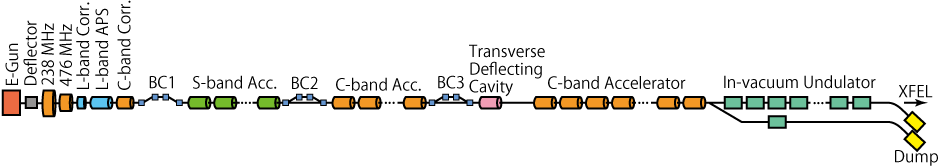 E-Gun
Deflector
238 MHz
476 MHz
L-band Corr.
L-band APS
C-band Corr.
BC1
S-band Acc.
BC2
C-band Acc.
BC3
Transverse
Deflecting
Cavity
C-band Accelerator
In-vacuum Undulator
XFEL
Dump